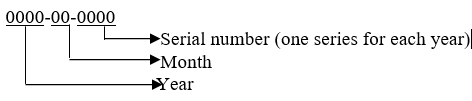 0000-00-0000
Serial number (one series for each year)
Month
Year